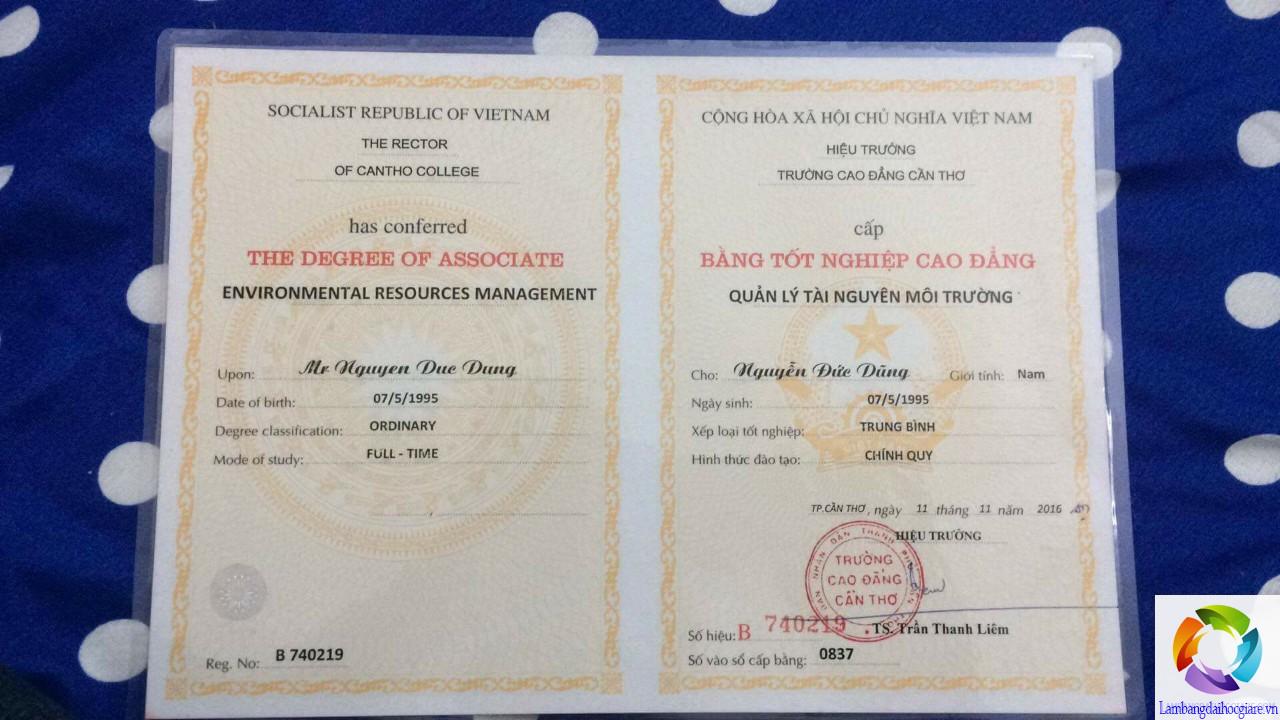 SOCIALIST REPUBLIC OF VIETNAM
THE RECTOR
OF CANTHO COLLEGE
has conferred
THE DEGREE OF ASSOCIATE
ENVIRONMENTAL RESOURCES MANAGEMENT
Upon: Mr Nguyen Duc Dung
Date of birth: 07/5/1995
Degree classification: ORDINARY
Mode of study: FULL - TIME
Reg. No: B 740219
CỘNG HÒA XÃ HỘI CHỦ NGHĨA VIỆT NAM
HIỆU TRƯỞNG
TRƯỜNG CAO ĐẲNG CẦN THƠ
cấp
BẰNG TỐT NGHIỆP CAO ĐẲNG
QUẢN LÝ TÀI NGUYÊN MÔI TRƯỜNG
Cho: Nguyễn Đức Dũng Giới tính: Nam
Ngày sinh: 07/5/1995
Xếp loại tốt nghiệp: TRUNG BÌNH
Hình thức đào tạo: CHÍNH QUY
TP.CẦN THƠ, ngày 11 tháng 11 năm 2016
HIỆU TRƯỞNG
TRƯỜNG
CAO ĐẲNG
CẦN THƠ
TS. Trần Thanh Liêm
Số hiệu: B 740219
Số vào sổ cấp bằng: 0837
Lambangdaihocgiare.vn